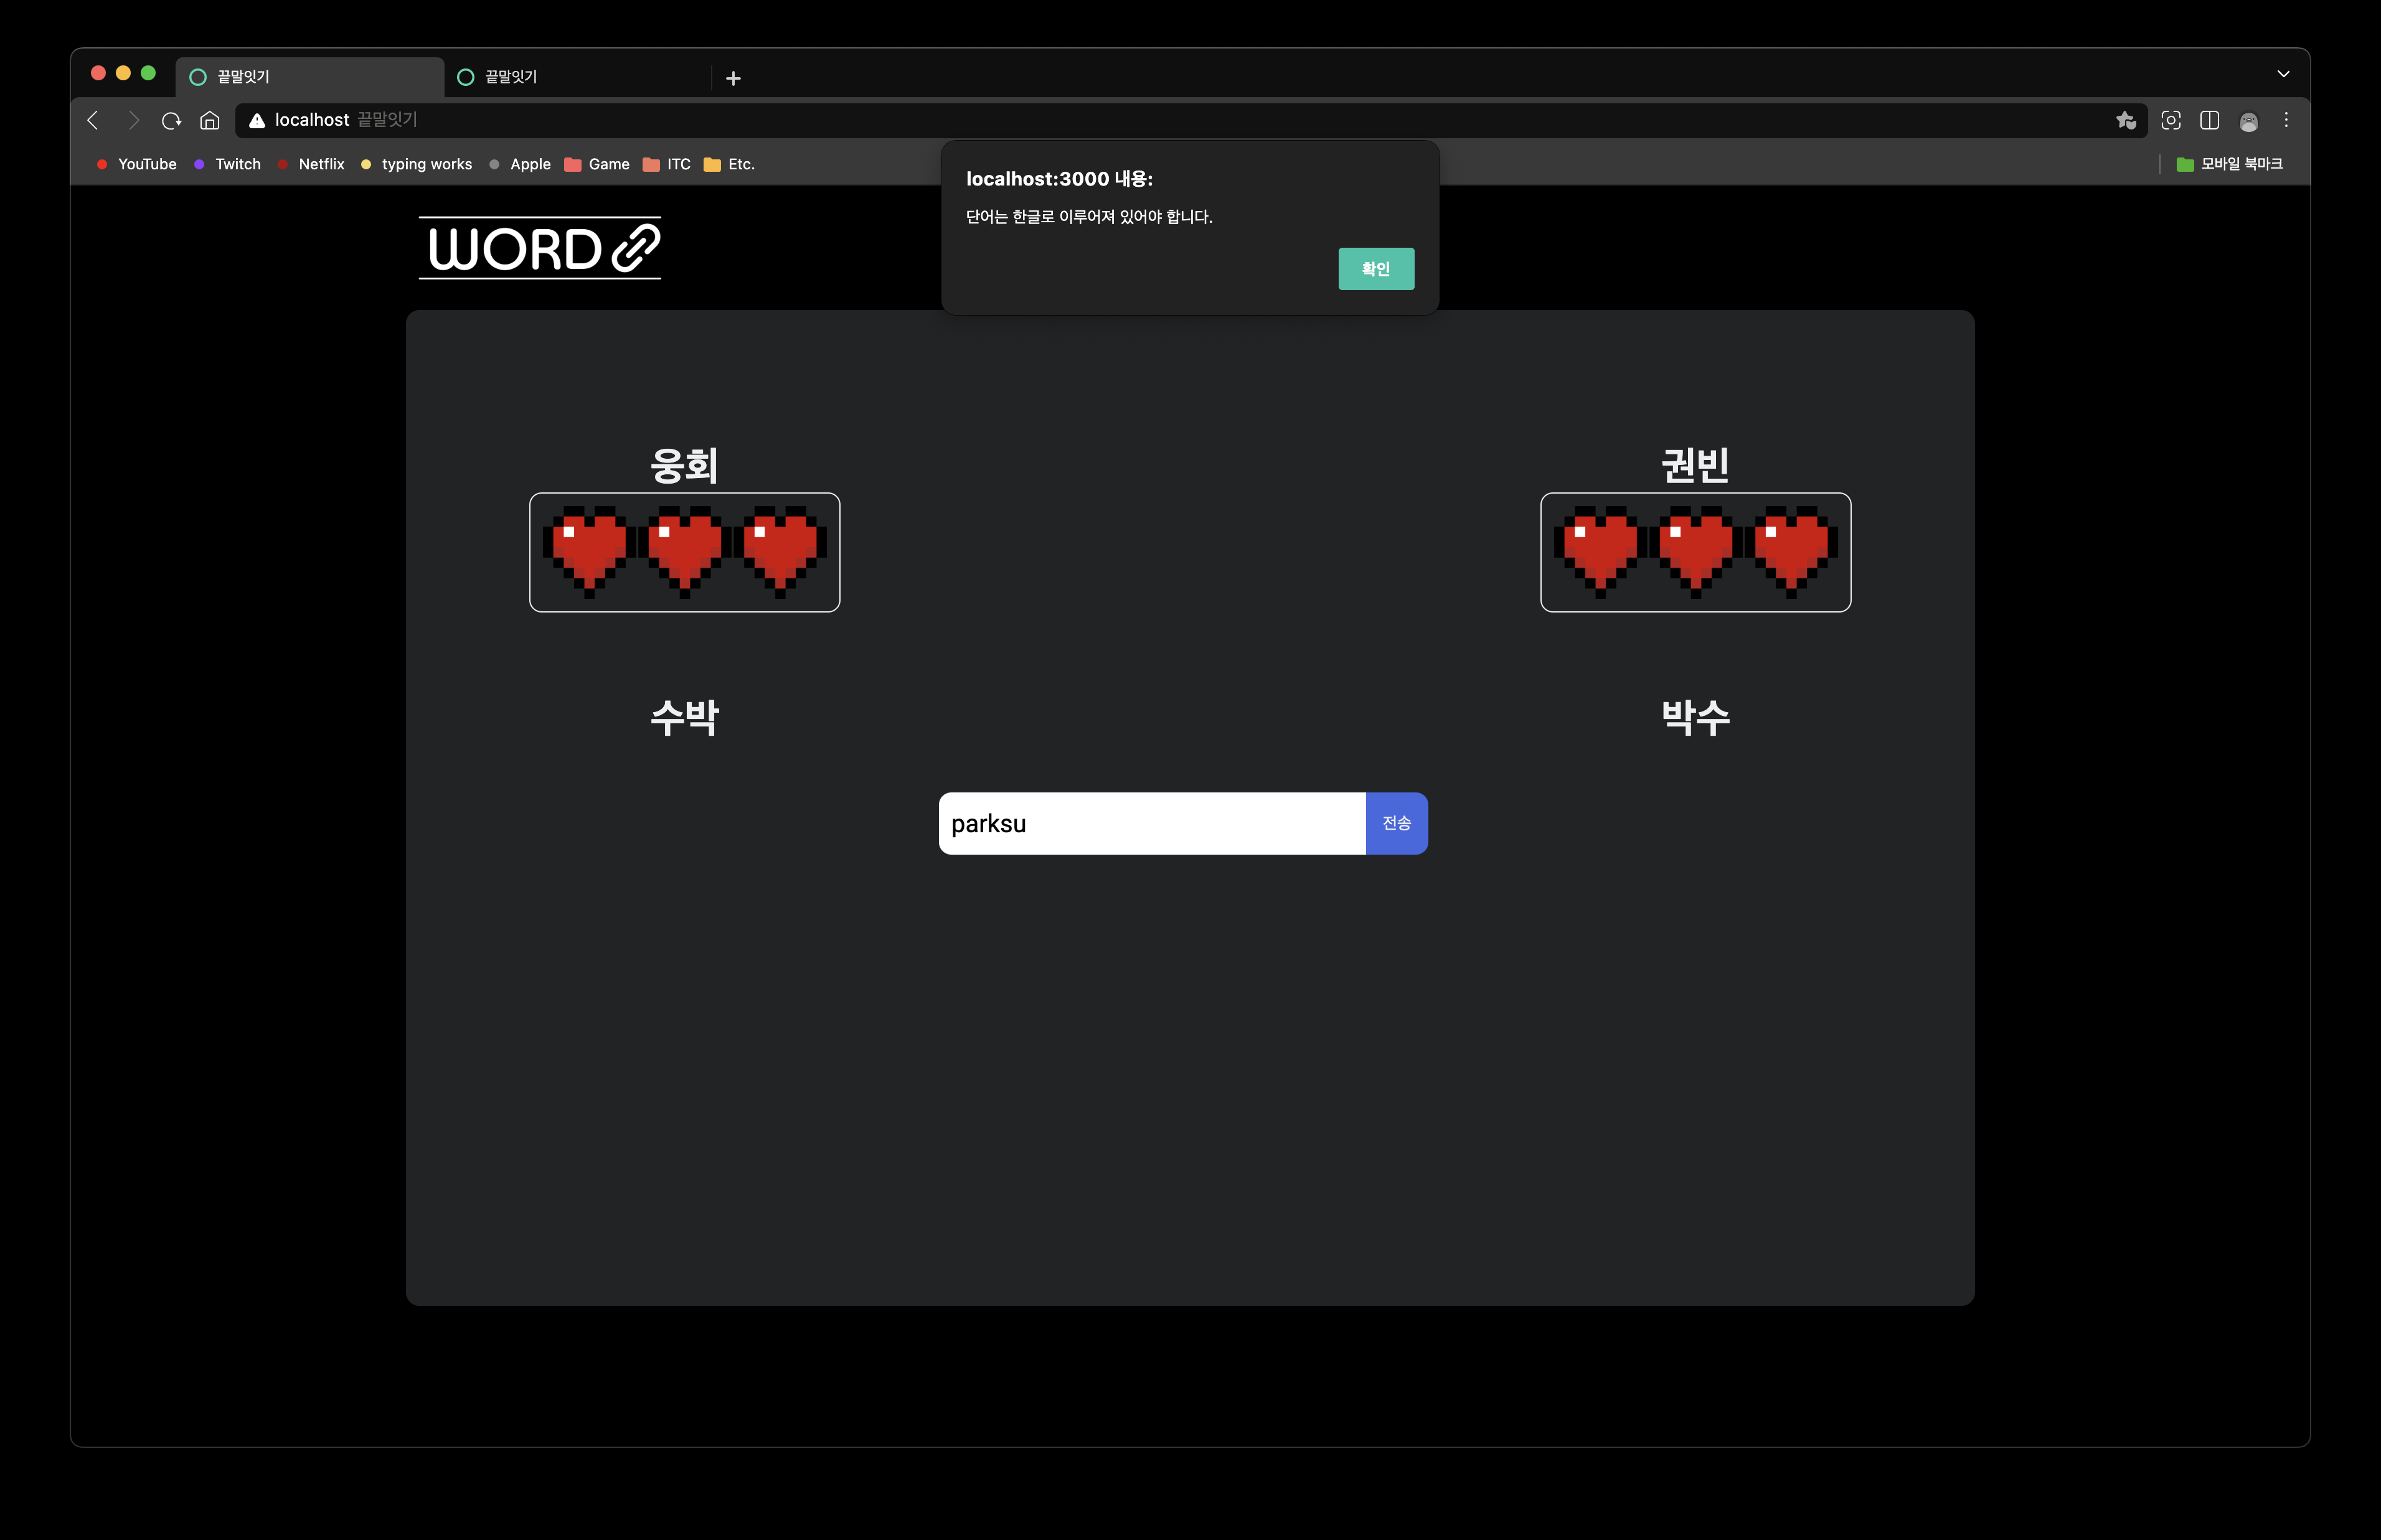 끝말잇기
끝말잇기
localhost 끝말잇기
YouTube Twitch Netflix typing works Apple Game ITC Etc. 모바일 북마크
localhost:3000 내용:
단어는 한글로 이루어져 있어야 합니다.
확인
WORD
웅회 권빈
수박 박수
parksu 전송